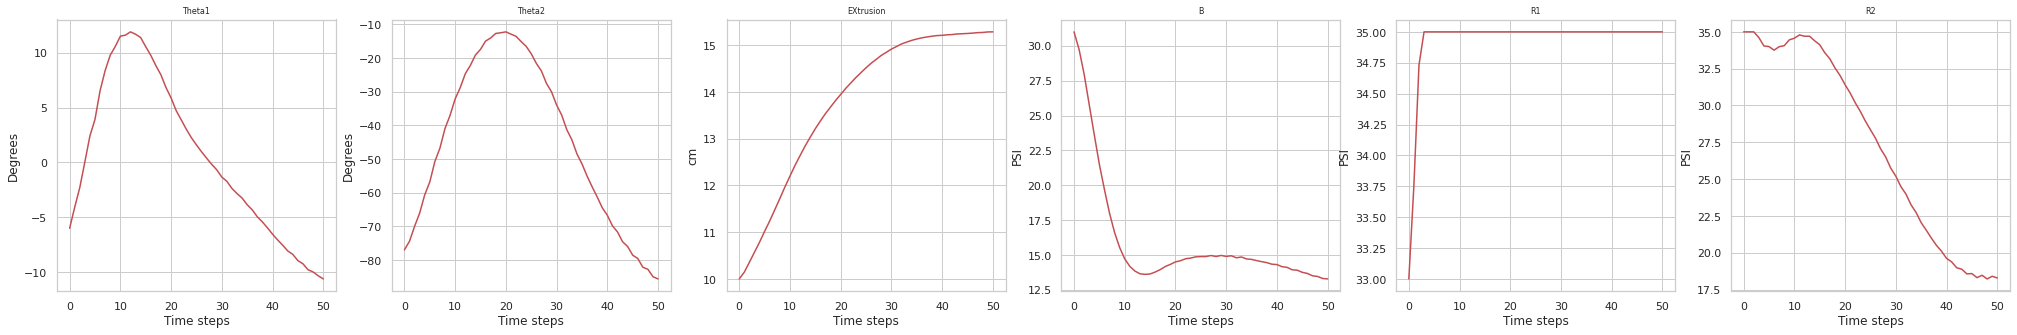 Theta1
Degrees
10
5
0
−5
−10
0 10 20 30 40 50
Time steps
Theta2
Degrees
−10
−20
−30
−40
−50
−60
−70
−80
0 10 20 30 40 50
Time steps
EXtrusion
cm
15
14
13
12
11
10
0 10 20 30 40 50
Time steps
B
PSI
30.0
27.5
25.0
22.5
20.0
17.5
15.0
12.5
0 10 20 30 40 50
Time steps
R1
PSI
35.00
34.75
34.50
34.25
34.00
33.75
33.50
33.25
33.00
0 10 20 30 40 50
Time steps
R2
PSI
35.0
32.5
30.0
27.5
25.0
22.5
20.0
17.5
0 10 20 30 40 50
Time steps